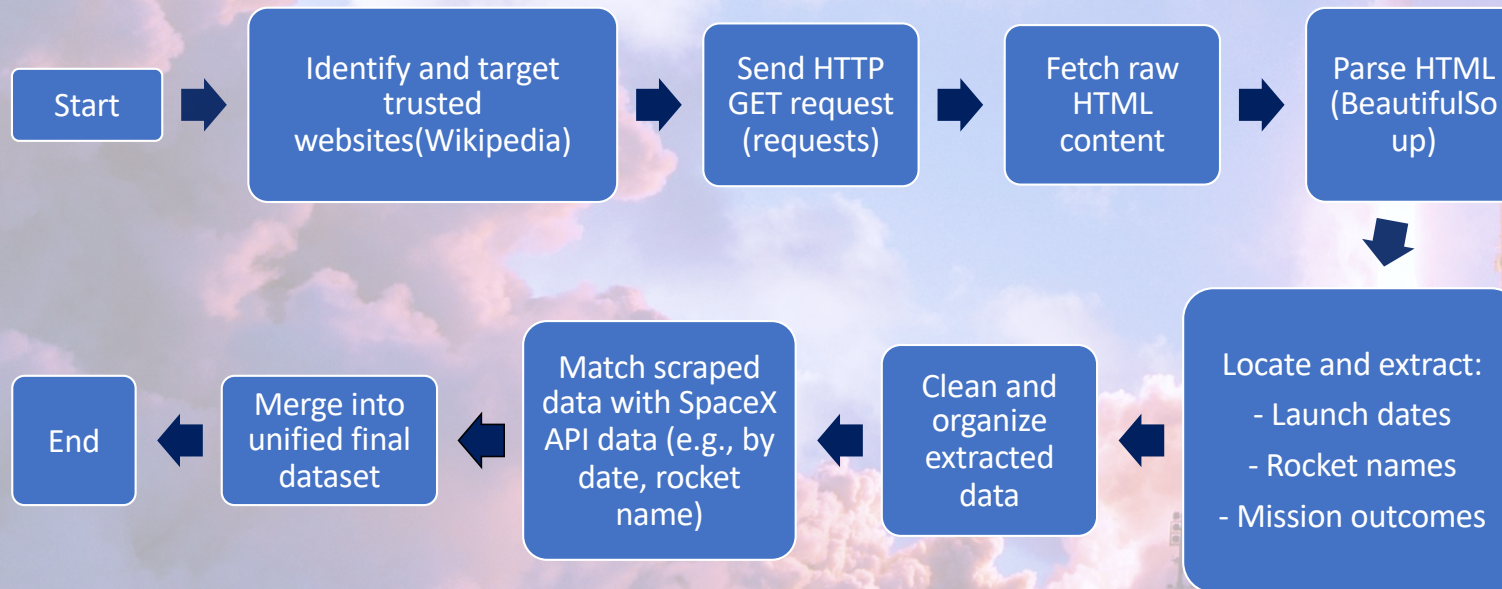 Start
Identify and target
trusted
websites(Wikipedia)
Send HTTP
GET request
(requests)
Fetch raw
HTML
content
Parse HTML
(BeautifulSo
up)
Locate and extract:
- Launch dates
- Rocket names
- Mission outcomes
Clean and
organize
extracted
data
Match scraped
data with SpaceX
API data (e.g., by
date, rocket
name)
Merge into
unified final
dataset
End